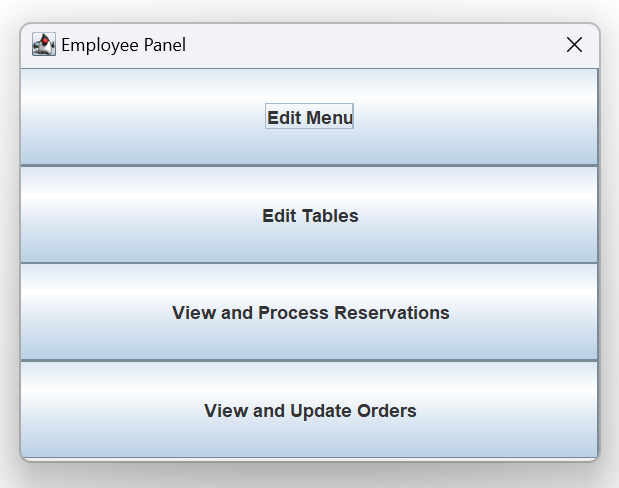 Employee Panel
Edit Menu
Edit Tables
View and Process Reservations
View and Update Orders